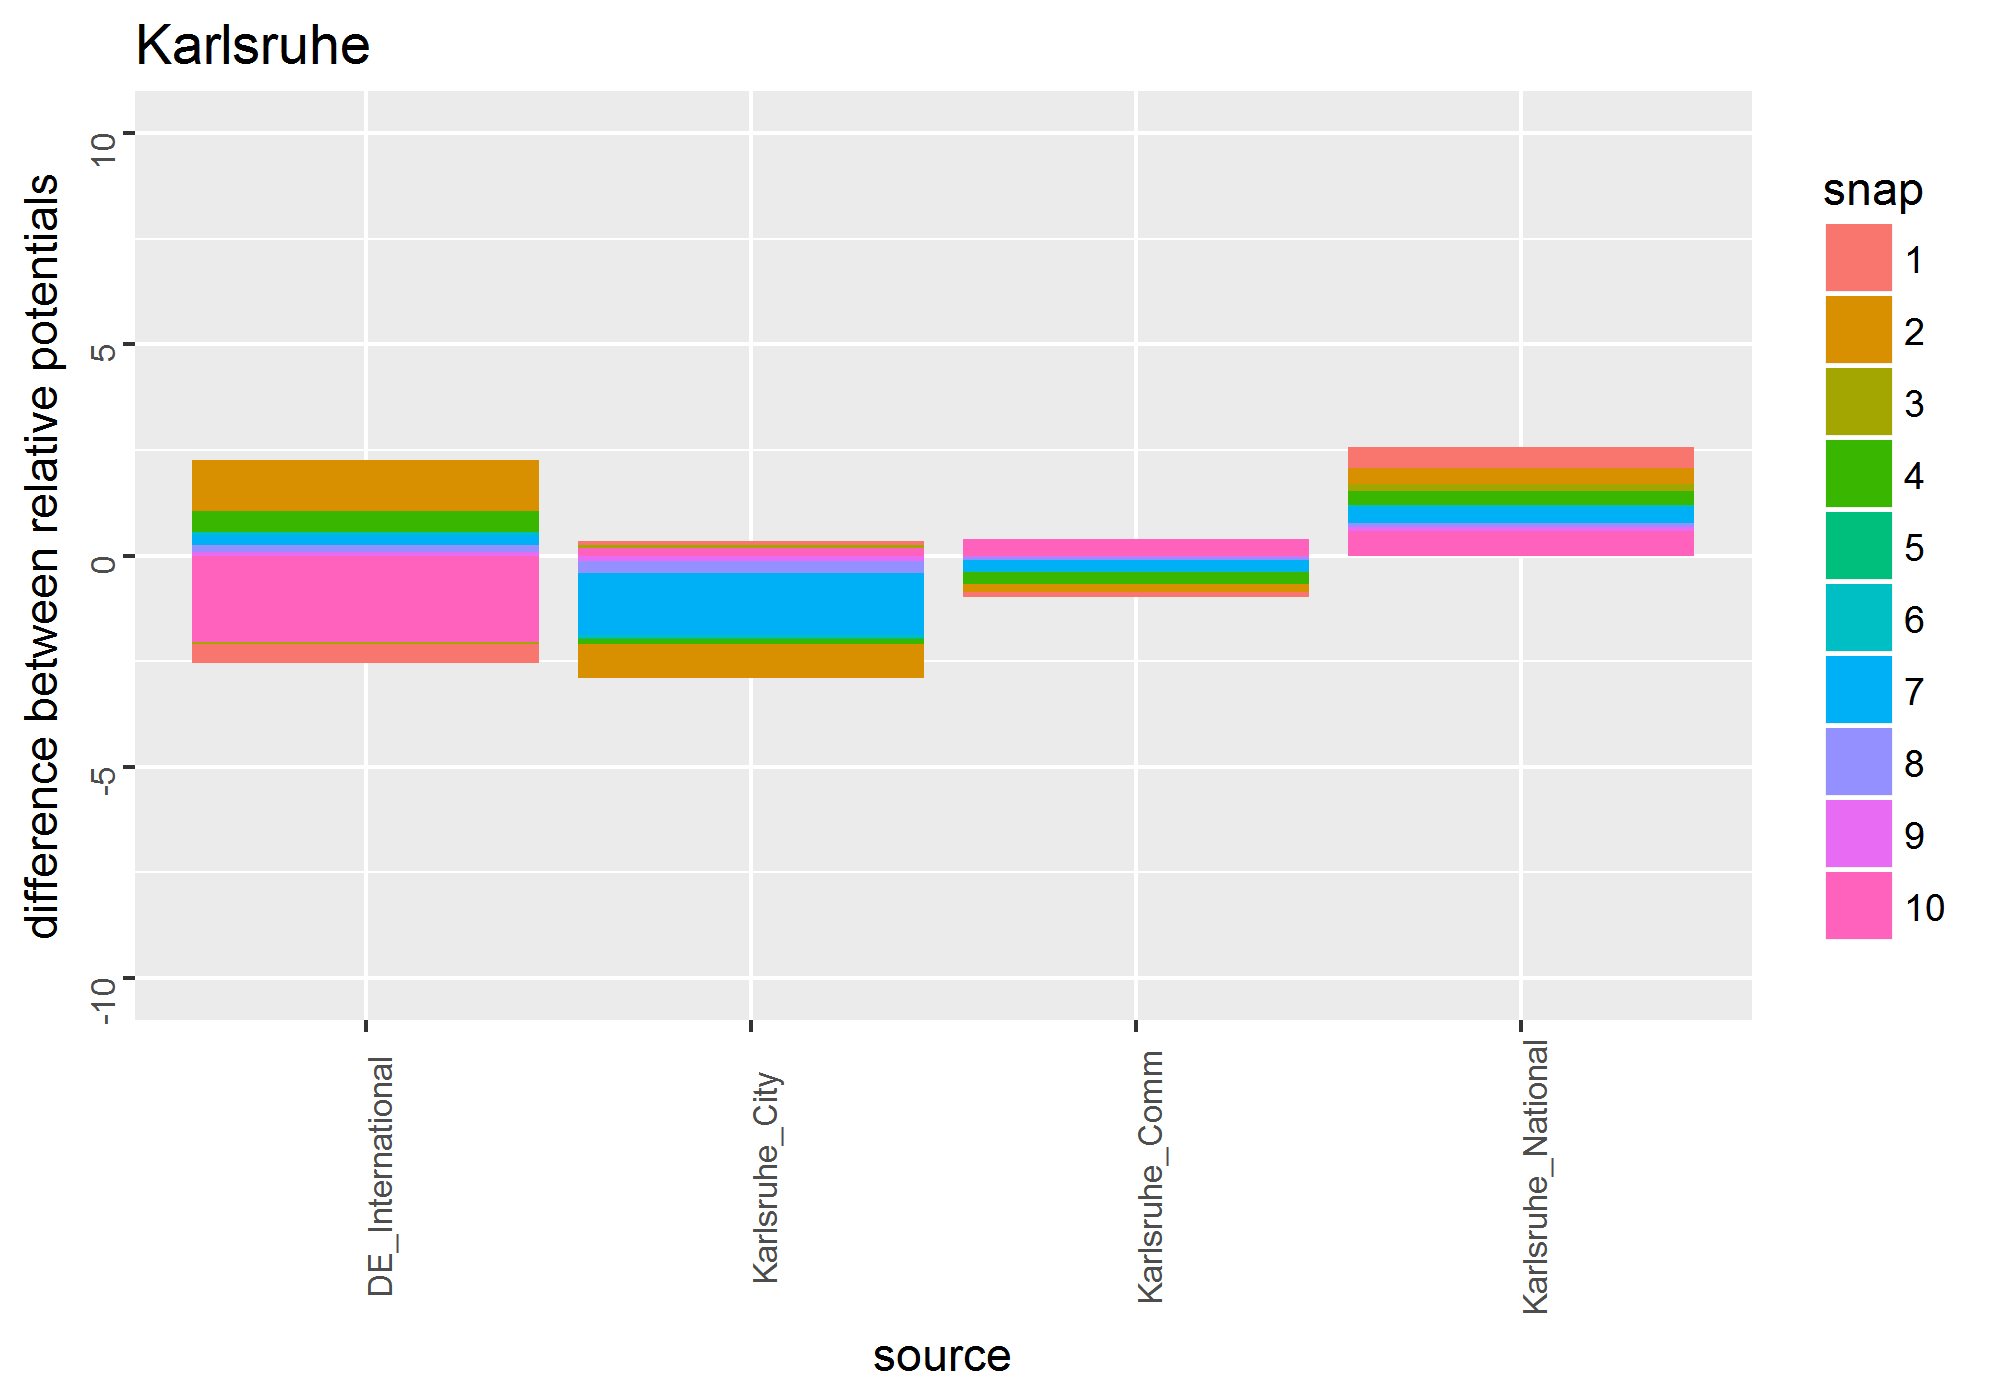 Karlsruhe
difference between relative potentials
10
5
0
-5
-10
DE_International
Karlsruhe_City
Karlsruhe_Comm
Karlsruhe_National
source
snap
1
2
3
4
5
6
7
8
9
10